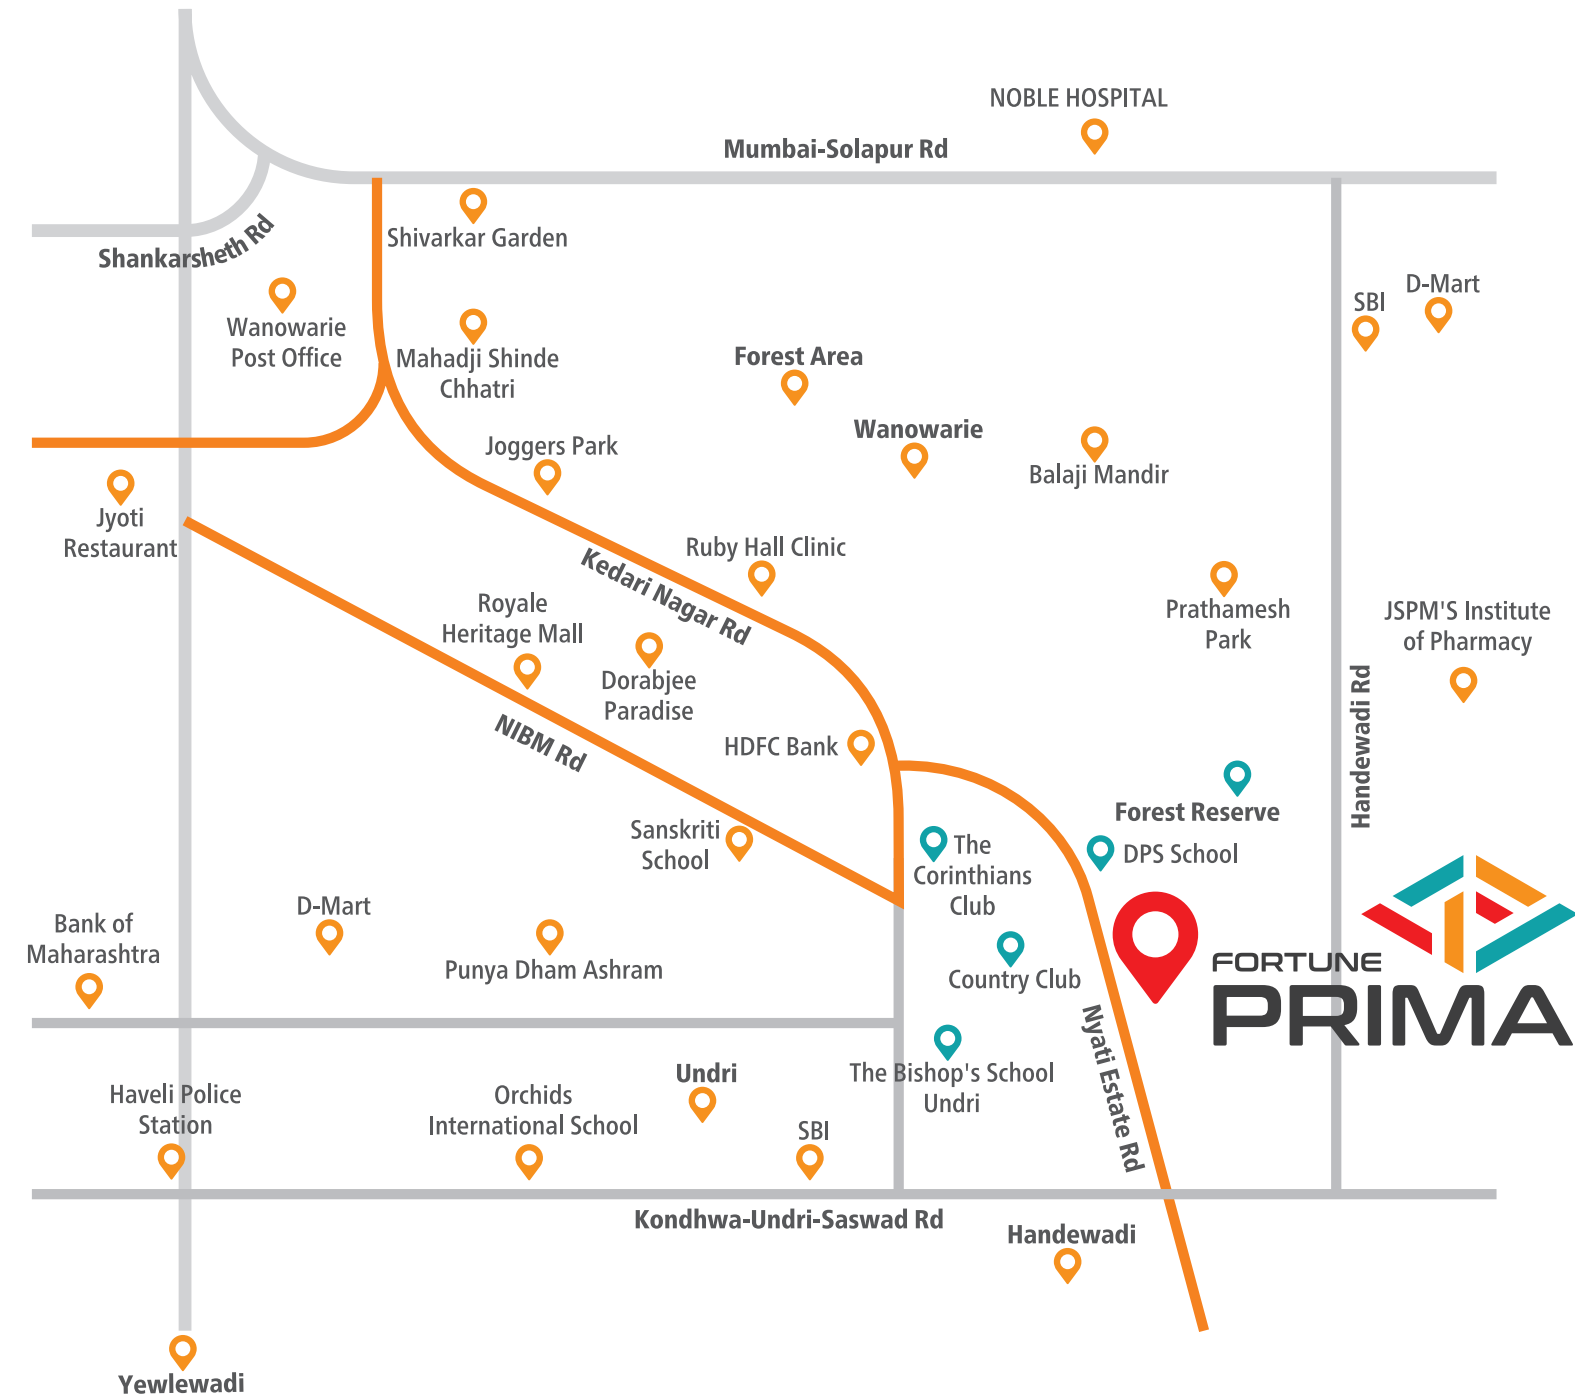 NOBLE HOSPITAL
Mumbai-Solapur Rd
Shivarkar Garden
Shankarsheth Rd
D-Mart
SBI
Wanowarie
Post Office
Mahadji Shinde
Chhatri
Forest Area
Wanowarie
Joggers Park
Balaji Mandir
Jyoti
Restaurant
Ruby Hall Clinic
Kedari Nagar Rd
Royale
Heritage Mall
Prathamesh
Park
JSPM'S Institute
of Pharmacy
Dorabjee
Paradise
NIBM Rd
HDFC Bank
Handewadi Rd
Forest Reserve
Sanskriti
School
The
Corinthians
Club
DPS School
D-Mart
Bank of
Maharashtra
Punya Dham Ashram
Country Club
FORTUNE
PRIMA
Nyati Estate Rd
The Bishop's School
Undri
Undri
Haveli Police
Station
Orchids
International School
SBI
Kondhwa-Undri-Saswad Rd
Handewadi
Yewlewadi